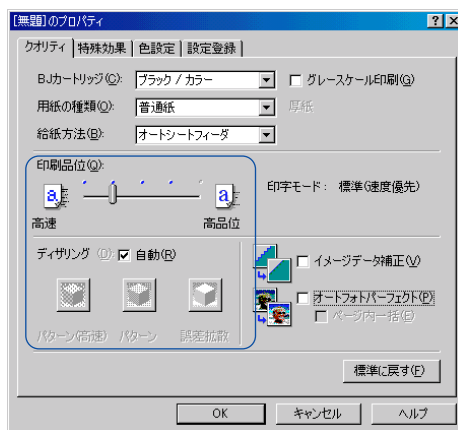 [無題]のプロパティ
クオリティ 特殊効果 色設定 設定登録
BJカートリッジ(C): ブラック / カラー グレースケール印刷(G)
用紙の種類(O): 普通紙 厚紙
給紙方法(B): オートシートフィーダ
印刷品位(Q):
a a 印字モード : 標準(速度優先)
高速 高品位
ディザリング (D): 自動(R)
イメージデータ補正(V)
オートフォトパーフェクト(P)
ページ内一括(E)
パターン(高速) パターン 誤差拡散
標準に戻す(F)
OK キャンセル ヘルプ